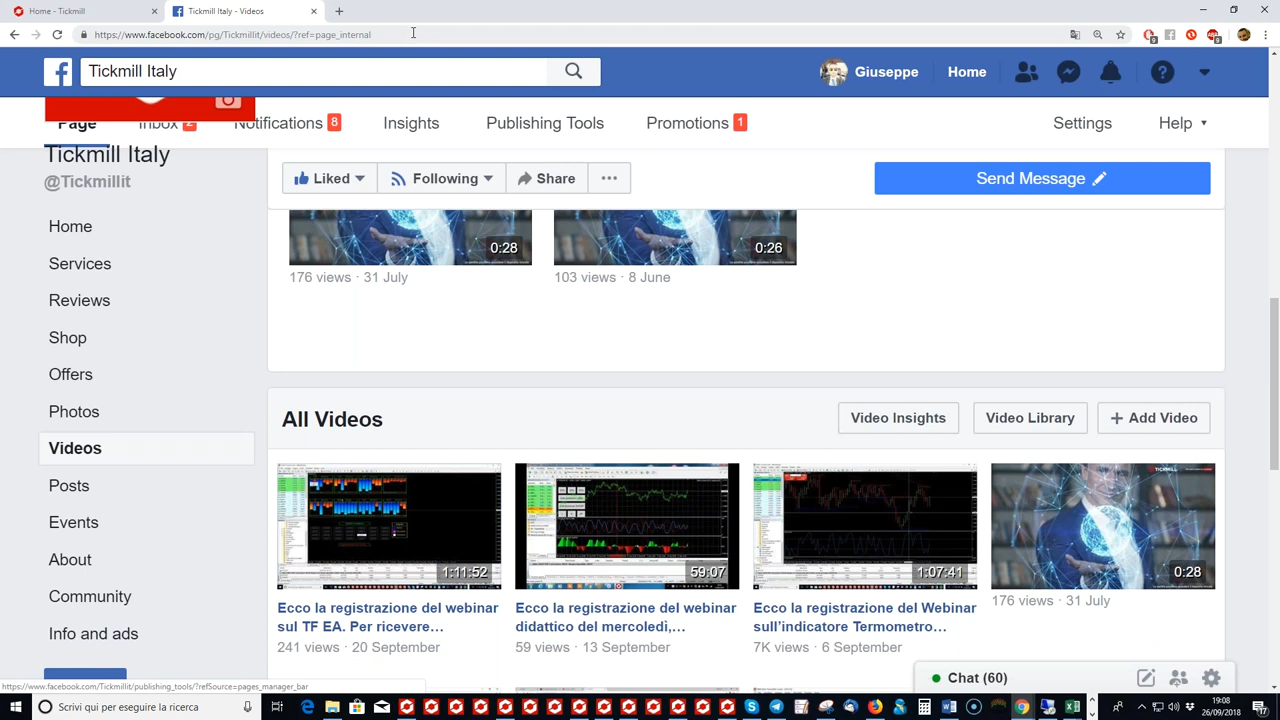 Home - Tickmill
Tickmill Italy - Videos
https://www.facebook.com/pg/Tickmillit/videos/?ref=page_internal
Tickmill Italy
Giuseppe
Home
Page
Inbox 2
Notifications 8
Insights
Publishing Tools
Promotions 1
Settings
Help
Tickmill Italy
@Tickmillit
Liked
Following
Share
Send Message
Home
Services
Reviews
Shop
Offers
Photos
Videos
Posts
Events
About
Community
Info and ads
0:28
176 views · 31 July
0:26
103 views · 8 June
All Videos
Video Insights
Video Library
+ Add Video
1:11:52
Ecco la registrazione del webinar
sul TF EA. Per ricevere…
241 views · 20 September
59:07
Ecco la registrazione del webinar
didattico del mercoledì,…
59 views · 13 September
1:07:41
Ecco la registrazione del Webinar
sull'indicatore Termometro…
7K views · 6 September
0:28
176 views · 31 July
Chat (60)
https://www.facebook.com/Tickmillit/publishing_tools/?refSource=pages_manager_bar
Scrivi qui per eseguire la ricerca
19:08
26/09/2018